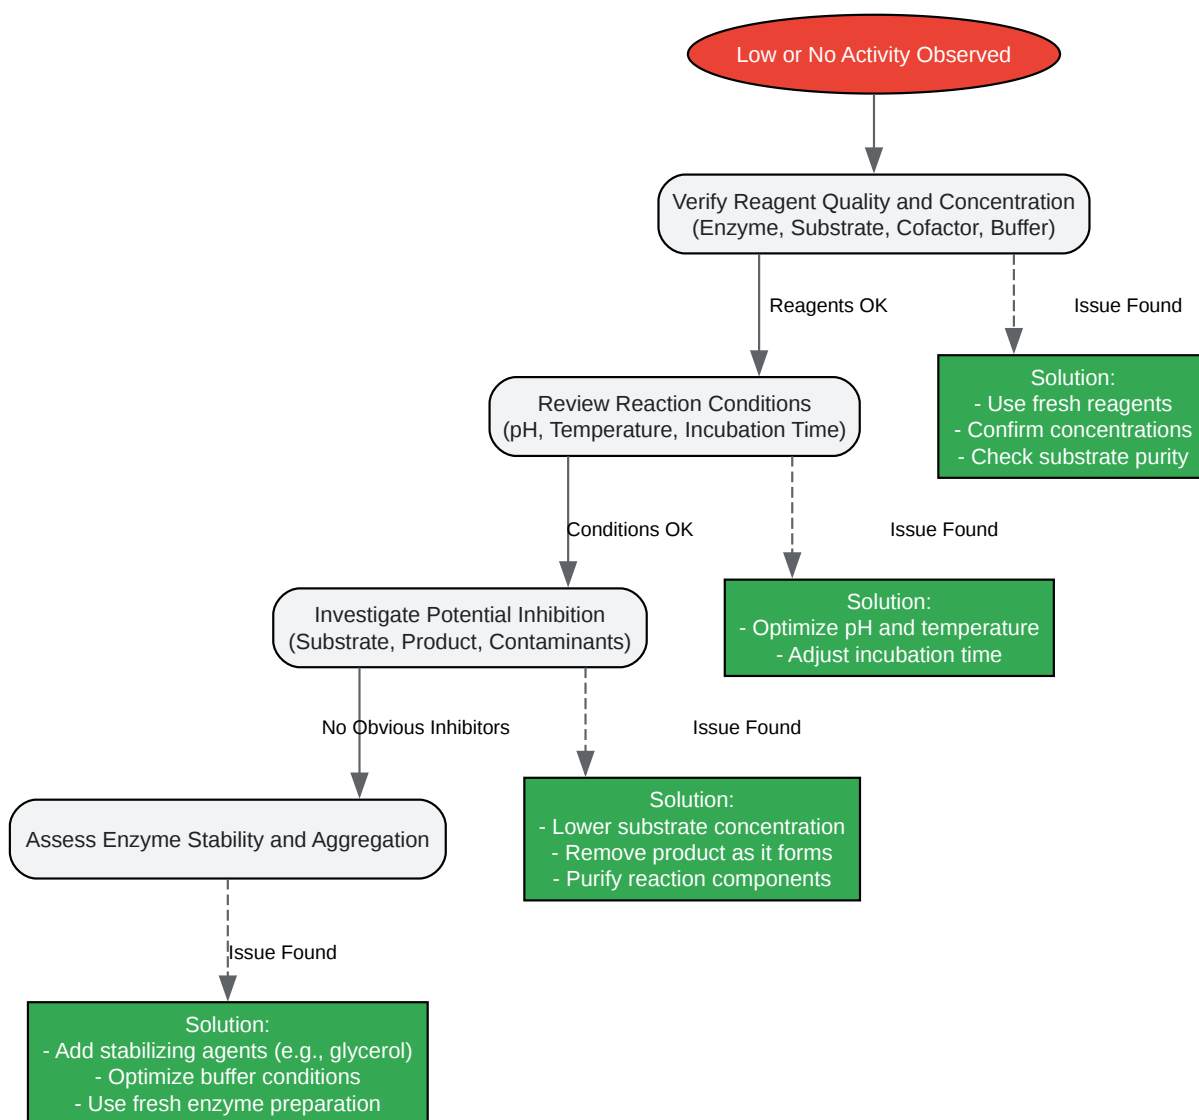 Low or No Activity Observed
Verify Reagent Quality and Concentration
(Enzyme, Substrate, Cofactor, Buffer)
Reagents OK
Issue Found
Solution:
- Use fresh reagents
- Confirm concentrations
- Check substrate purity
Review Reaction Conditions
(pH, Temperature, Incubation Time)
Conditions OK
Issue Found
Solution:
- Optimize pH and temperature
- Adjust incubation time
Investigate Potential Inhibition
(Substrate, Product, Contaminants)
No Obvious Inhibitors
Issue Found
Solution:
- Lower substrate concentration
- Remove product as it forms
- Purify reaction components
Assess Enzyme Stability and Aggregation
Issue Found
Solution:
- Add stabilizing agents (e.g., glycerol)
- Optimize buffer conditions
- Use fresh enzyme preparation